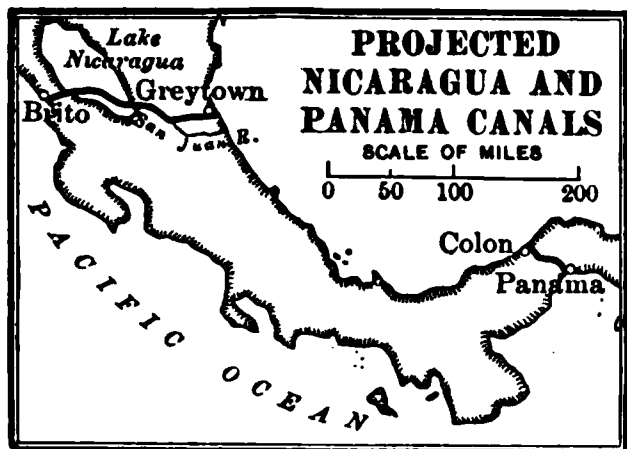 PROJECTED
NICARAGUA AND
PANAMA CANALS
SCALE OF MILES
0 50 100 200
Lake
Nicaragua
Greytown
Brito
San Juan R.
Colon
Panama
PACIFIC OCEAN